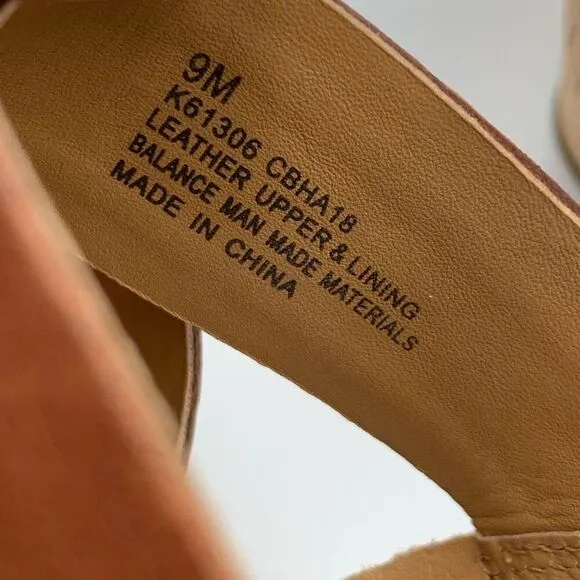 9M
K61306 CBHA18
LEATHER UPPER & LINING
BALANCE MAN MADE MATERIALS
MADE IN CHINA